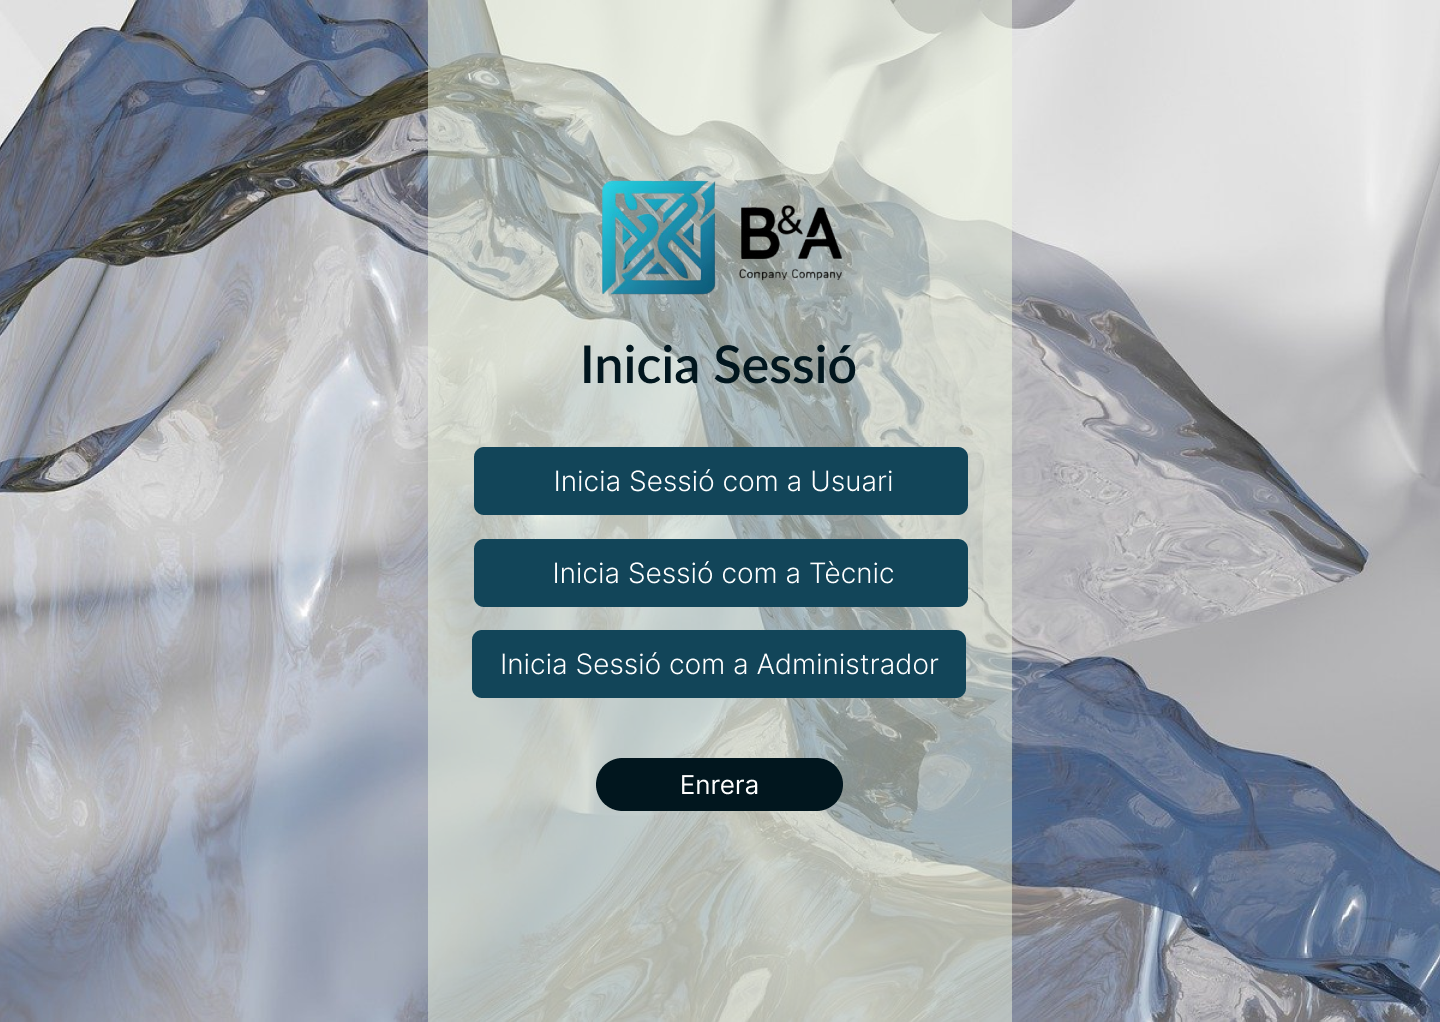 B&A
Conpany Company
Inicia Sessió
Inicia Sessió com a Usuari
Inicia Sessió com a Tècnic
Inicia Sessió com a Administrador
Enrera